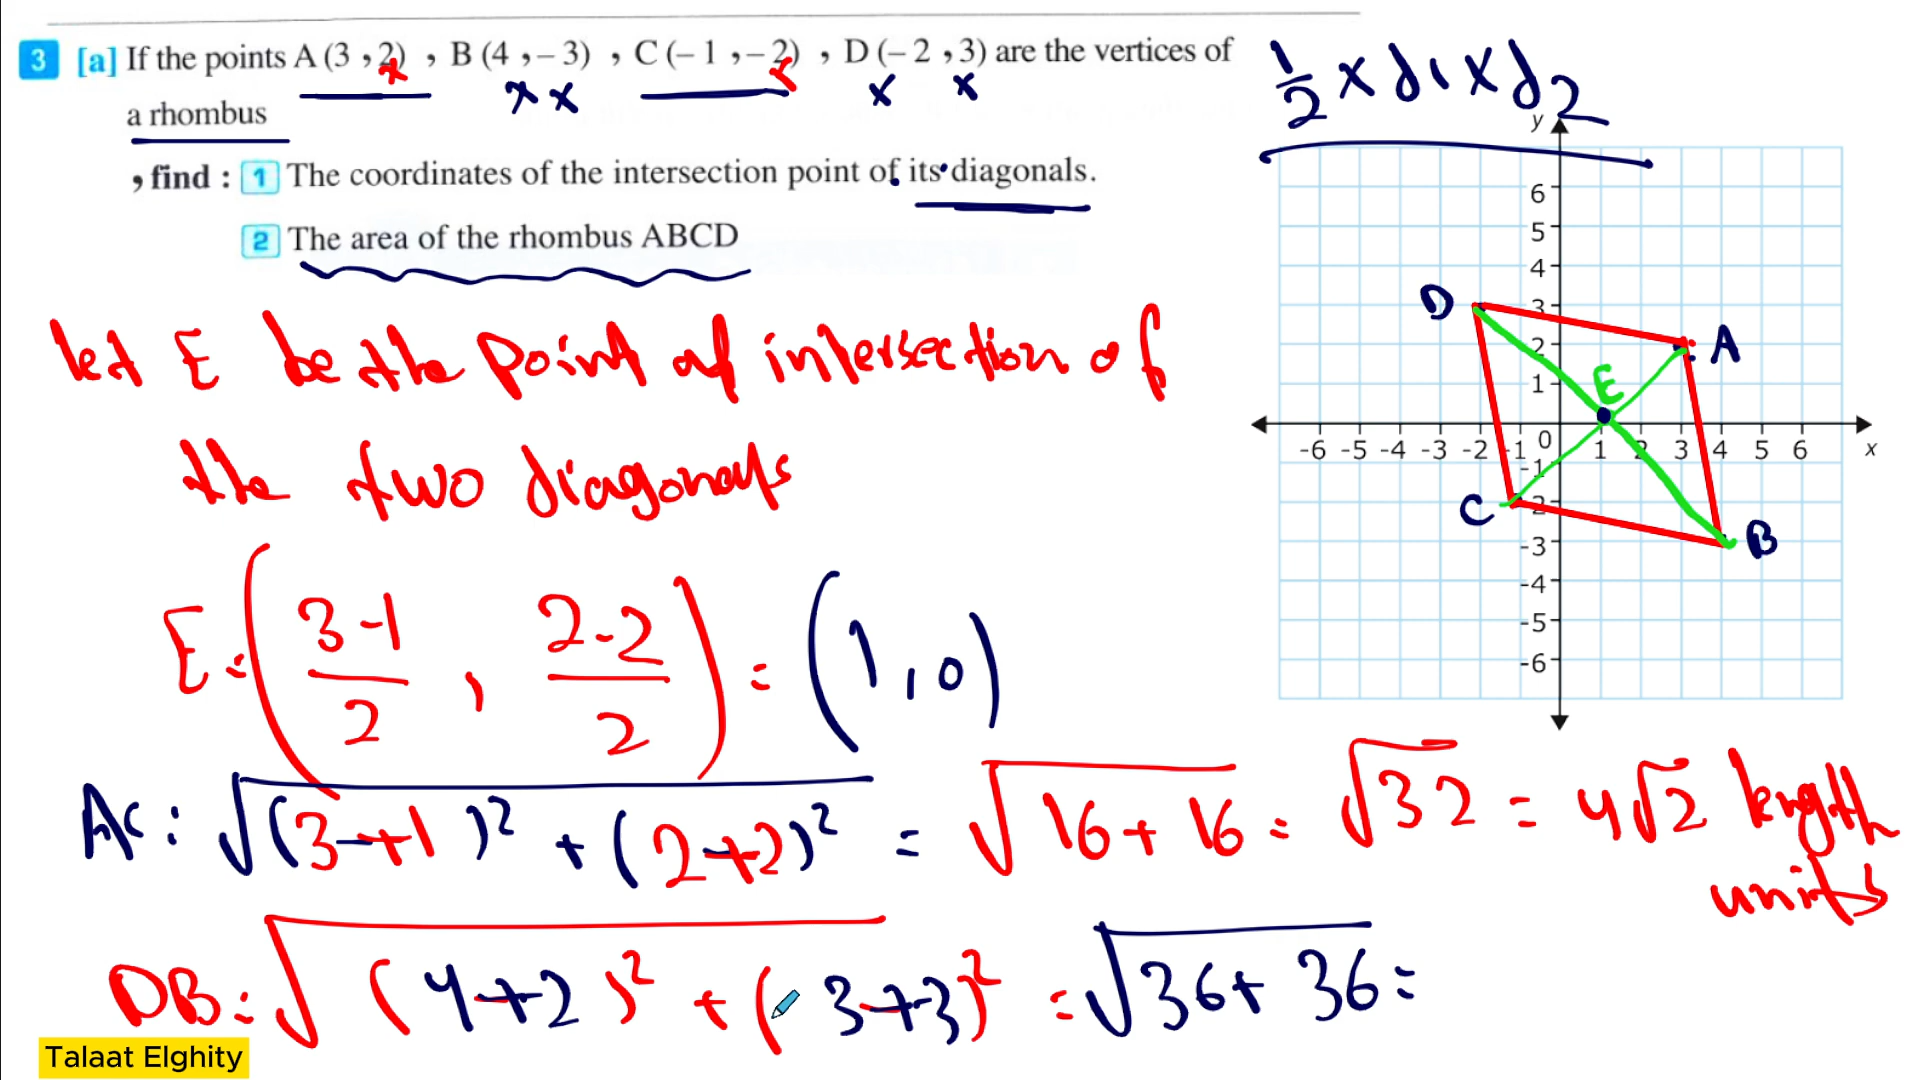 3 [a] If the points A (3 , 2) , B (4 , – 3) , C (– 1 , – 2) , D (– 2 , 3) are the vertices of
a rhombus
, find : 1 The coordinates of the intersection point of its diagonals.
2 The area of the rhombus ABCD
1/2 × d1 × d2
let E be the point of intersection of
the two diagonals
E = ( (3-1)/2 , (2-2)/2 ) = (1 , 0)
AC = √((3+1)² + (2+2)²) = √(16 + 16) = √32 = 4√2 length
units
DB = √((4+2)² + (3+3)²) = √(36 + 36) =
y
6
5
4
3
2
1
-6 -5 -4 -3 -2 -1 0 1 2 3 4 5 6 x
-1
-2
-3
-4
-5
-6
D
A
E
C
B
Talaat Elghity